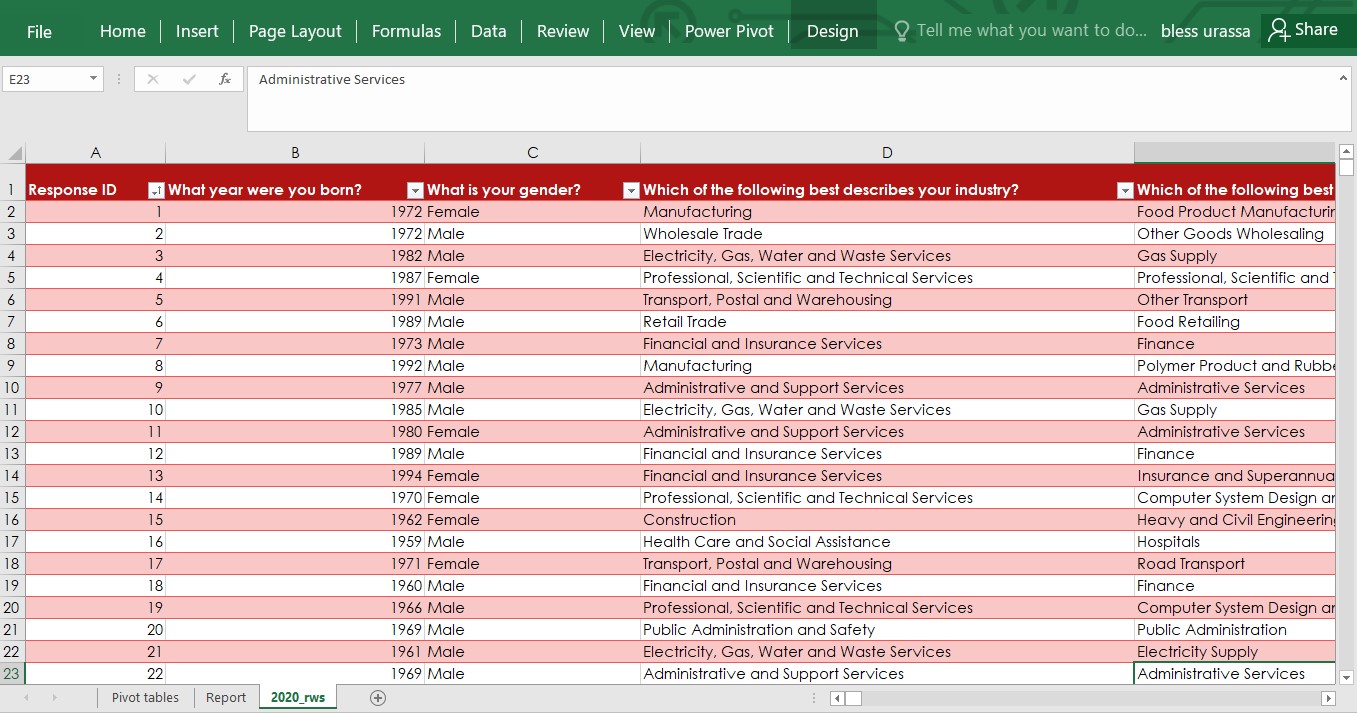 File Home Insert Page Layout Formulas Data Review View Power Pivot Design Tell me what you want to do... bless urassa Share
E23 fx Administrative Services
A B C D
1 Response ID What year were you born? What is your gender? Which of the following best describes your industry? Which of the following best
2 1 1972 Female Manufacturing Food Product Manufacturin
3 2 1972 Male Wholesale Trade Other Goods Wholesaling
4 3 1982 Male Electricity, Gas, Water and Waste Services Gas Supply
5 4 1987 Female Professional, Scientific and Technical Services Professional, Scientific and
6 5 1991 Male Transport, Postal and Warehousing Other Transport
7 6 1989 Male Retail Trade Food Retailing
8 7 1973 Male Financial and Insurance Services Finance
9 8 1992 Male Manufacturing Polymer Product and Rubbe
10 9 1977 Male Administrative and Support Services Administrative Services
11 10 1985 Male Electricity, Gas, Water and Waste Services Gas Supply
12 11 1980 Female Administrative and Support Services Administrative Services
13 12 1989 Male Financial and Insurance Services Finance
14 13 1994 Female Financial and Insurance Services Insurance and Superannua
15 14 1970 Female Professional, Scientific and Technical Services Computer System Design ar
16 15 1962 Female Construction Heavy and Civil Engineering
17 16 1959 Male Health Care and Social Assistance Hospitals
18 17 1971 Female Transport, Postal and Warehousing Road Transport
19 18 1960 Male Financial and Insurance Services Finance
20 19 1966 Male Professional, Scientific and Technical Services Computer System Design ar
21 20 1969 Male Public Administration and Safety Public Administration
22 21 1961 Male Electricity, Gas, Water and Waste Services Electricity Supply
23 22 1969 Male Administrative and Support Services Administrative Services
Pivot tables Report 2020_rws